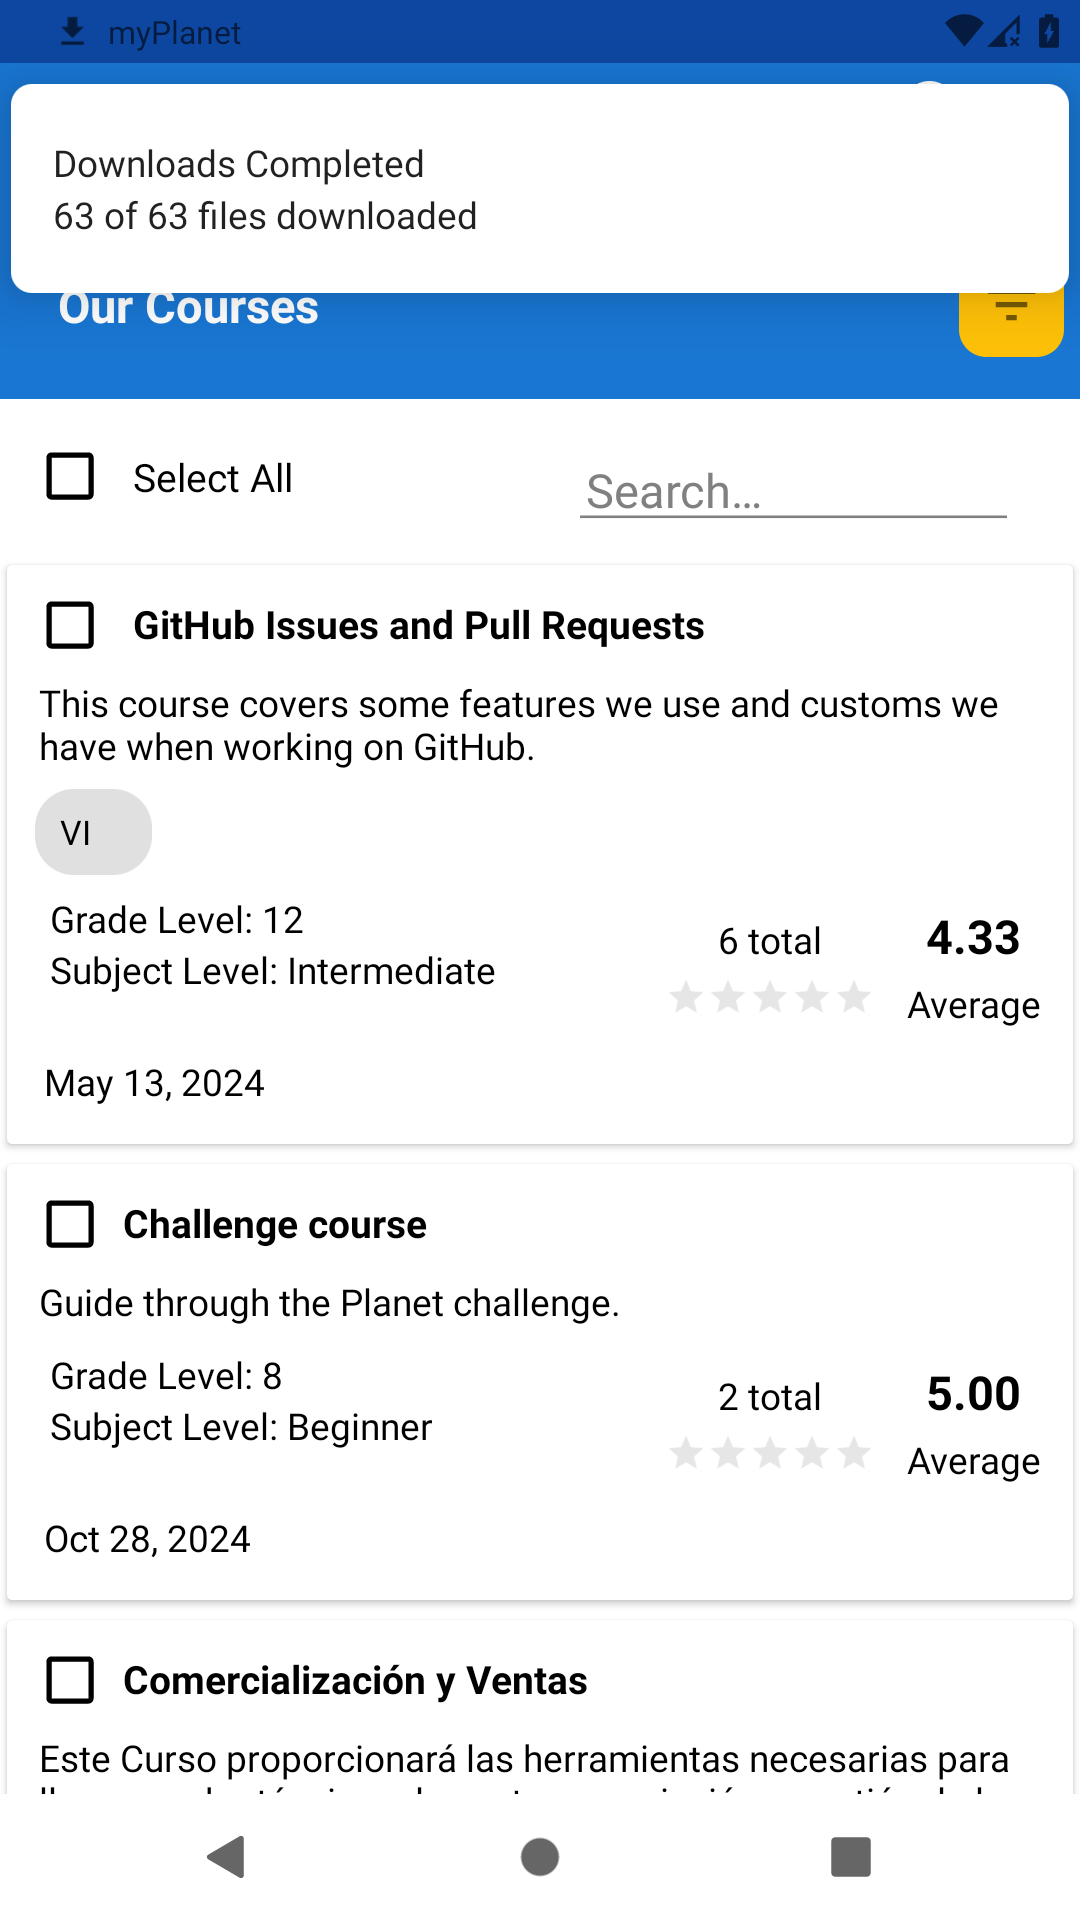 myPlanet
Downloads Completed
63 of 63 files downloaded
Our Courses
Select All
Search...
GitHub Issues and Pull Requests
This course covers some features we use and customs we
have when working on GitHub.
VI
Grade Level: 12
6 total
4.33
Subject Level: Intermediate
Average
May 13, 2024
Challenge course
Guide through the Planet challenge.
Grade Level: 8
2 total
5.00
Subject Level: Beginner
Average
Oct 28, 2024
Comercialización y Ventas
Este Curso proporcionará las herramientas necesarias para